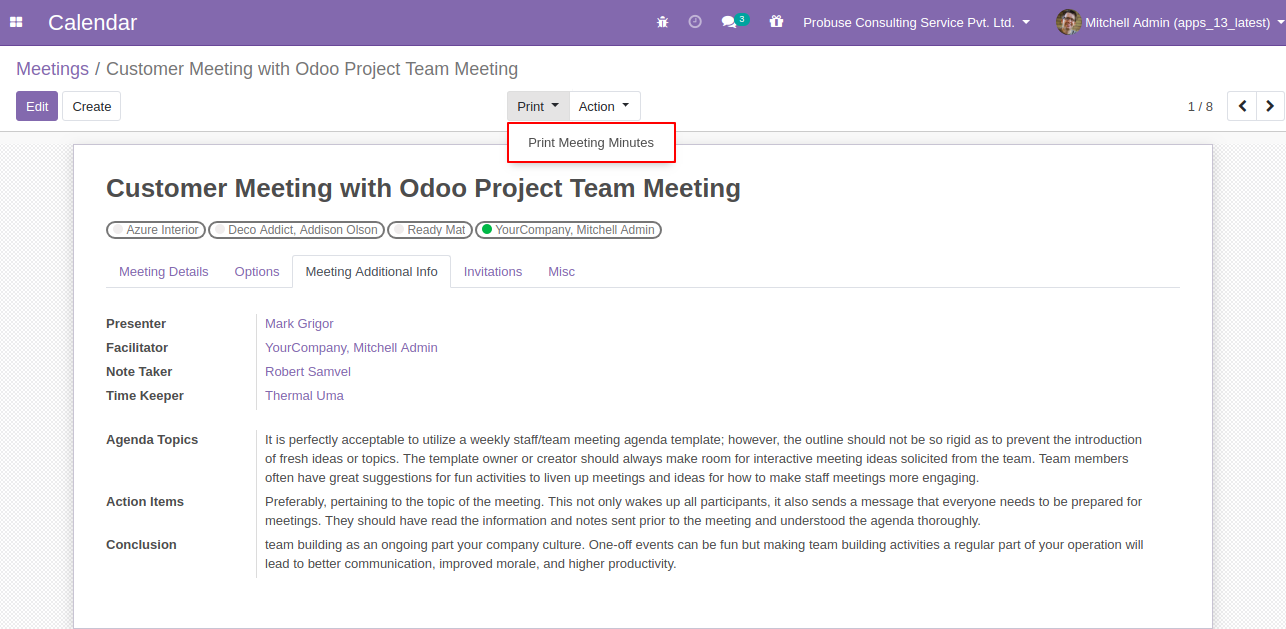 Calendar
3
Probuse Consulting Service Pvt. Ltd.
Mitchell Admin (apps_13_latest)
Meetings / Customer Meeting with Odoo Project Team Meeting
Edit Create Print Action 1 / 8
Print Meeting Minutes
Customer Meeting with Odoo Project Team Meeting
Azure Interior Deco Addict, Addison Olson Ready Mat YourCompany, Mitchell Admin
Meeting Details Options Meeting Additional Info Invitations Misc
Presenter Mark Grigor
Facilitator YourCompany, Mitchell Admin
Note Taker Robert Samvel
Time Keeper Thermal Uma
Agenda Topics It is perfectly acceptable to utilize a weekly staff/team meeting agenda template; however, the outline should not be so rigid as to prevent the introduction
of fresh ideas or topics. The template owner or creator should always make room for interactive meeting ideas solicited from the team. Team members
often have great suggestions for fun activities to liven up meetings and ideas for how to make staff meetings more engaging.
Action Items Preferably, pertaining to the topic of the meeting. This not only wakes up all participants, it also sends a message that everyone needs to be prepared for
meetings. They should have read the information and notes sent prior to the meeting and understood the agenda thoroughly.
Conclusion team building as an ongoing part your company culture. One-off events can be fun but making team building activities a regular part of your operation will
lead to better communication, improved morale, and higher productivity.